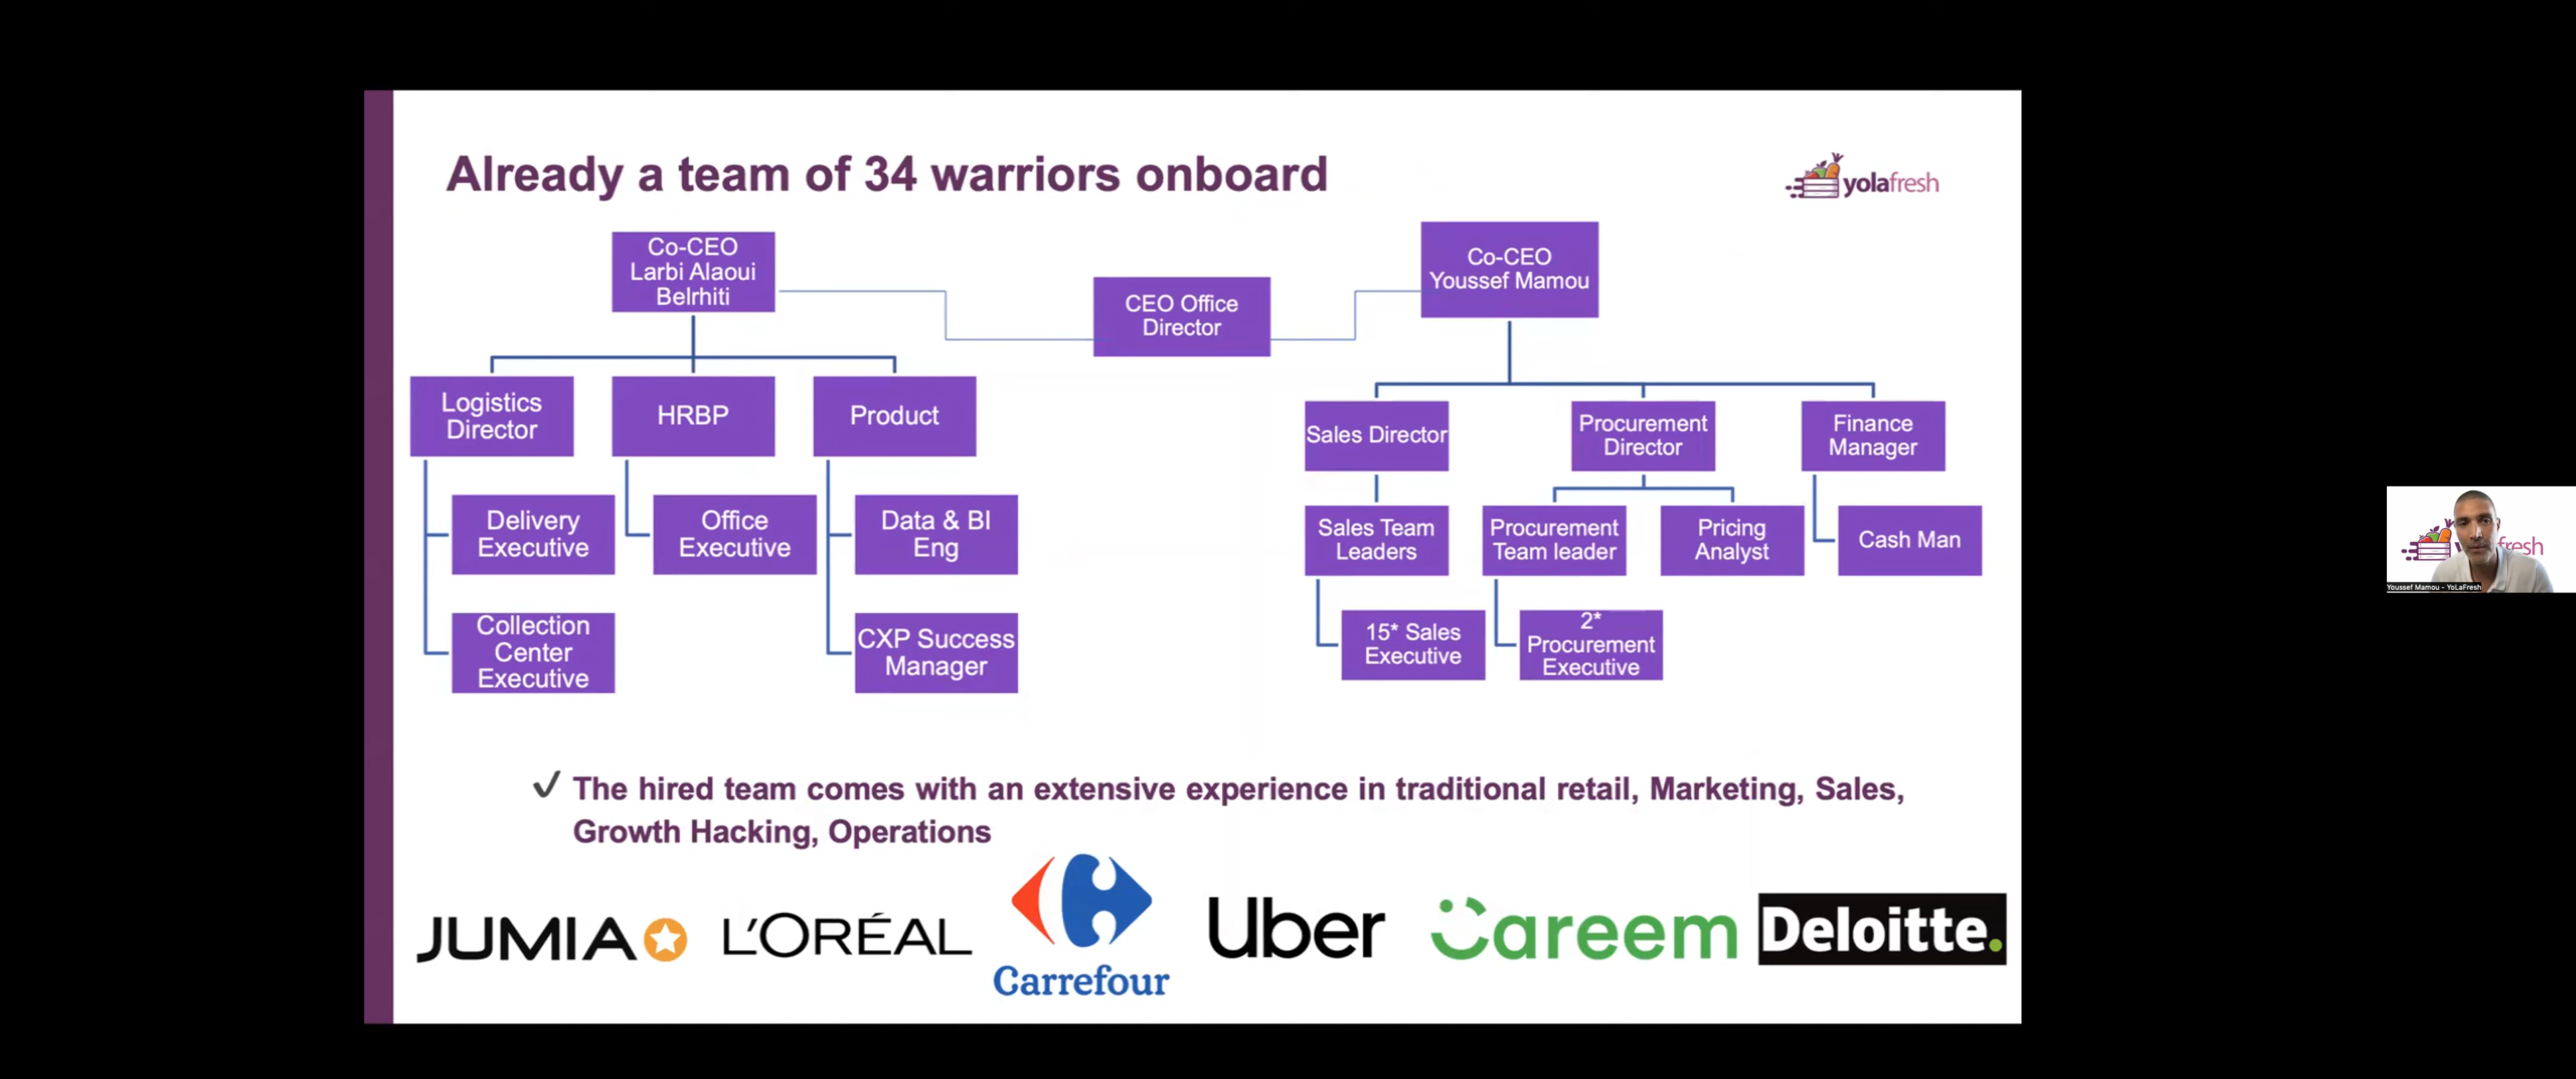 Already a team of 34 warriors onboard
yolafresh
Co-CEO
Larbi Alaoui
Belrhiti
Co-CEO
Youssef Mamou
CEO Office
Director
Logistics
Director
HRBP
Product
Sales Director
Procurement
Director
Finance
Manager
Delivery
Executive
Office
Executive
Data & BI
Eng
Sales Team
Leaders
Procurement
Team leader
Pricing
Analyst
Cash Man
Collection
Center
Executive
CXP Success
Manager
15* Sales
Executive
2*
Procurement
Executive
✓ The hired team comes with an extensive experience in traditional retail, Marketing, Sales,
Growth Hacking, Operations
JUMIA
L'ORÉAL
Carrefour
Uber
Careem
Deloitte.
Youssef Mamou - YoLaFresh